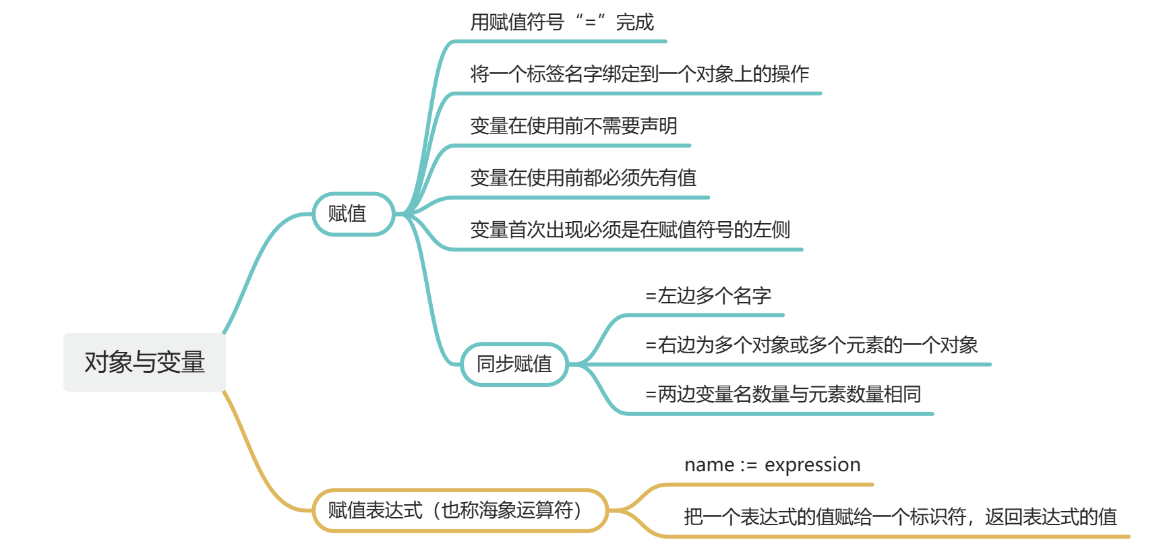 对象与变量
赋值
用赋值符号“=”完成
将一个标签名字绑定到一个对象上的操作
变量在使用前不需要声明
变量在使用前都必须先有值
变量首次出现必须是在赋值符号的左侧
同步赋值
=左边多个名字
=右边为多个对象或多个元素的一个对象
=两边变量名数量与元素数量相同
赋值表达式（也称海象运算符）
name := expression
把一个表达式的值赋给一个标识符，返回表达式的值